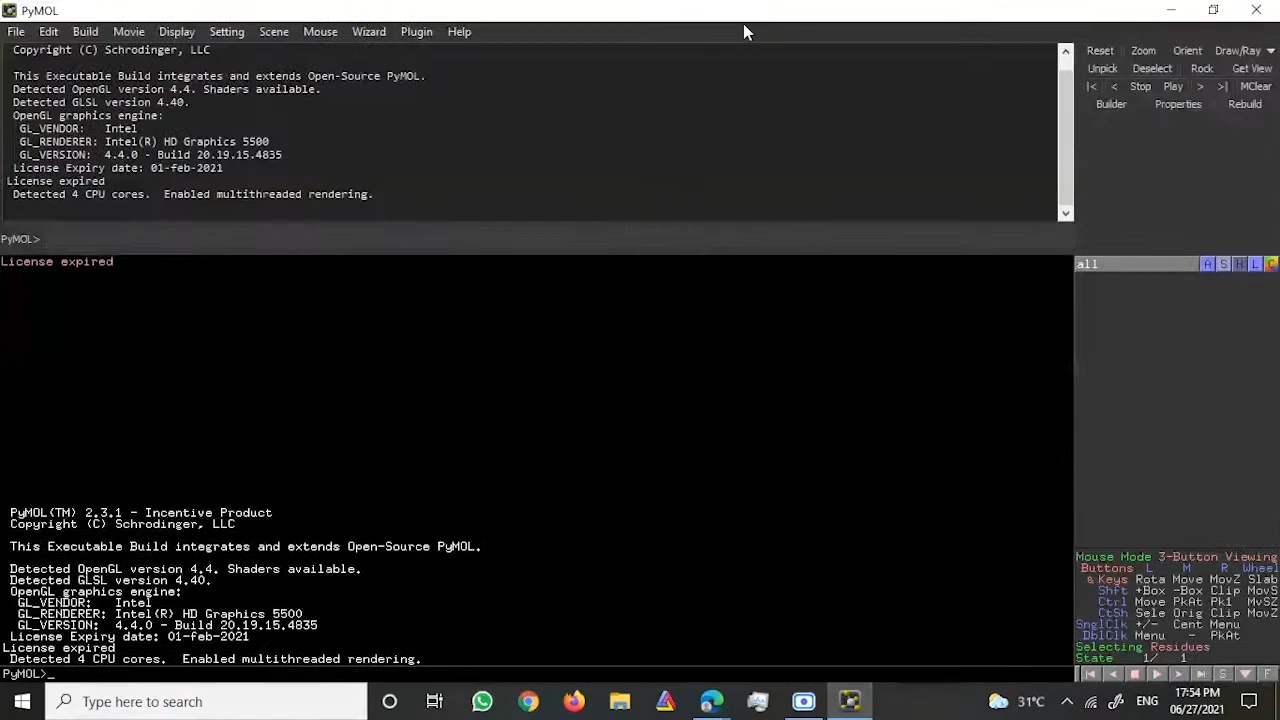 PyMOL
File Edit Build Movie Display Setting Scene Mouse Wizard Plugin Help
Copyright (C) Schrodinger, LLC
This Executable Build integrates and extends Open-Source PyMOL.
Detected OpenGL version 4.4. Shaders available.
Detected GLSL version 4.40.
OpenGL graphics engine:
GL_VENDOR: Intel
GL_RENDERER: Intel(R) HD Graphics 5500
GL_VERSION: 4.4.0 - Build 20.19.15.4835
License Expiry date: 01-feb-2021
License expired
Detected 4 CPU cores. Enabled multithreaded rendering.
PyMOL>
Reset Zoom Orient Draw/Ray
Unpick Deselect Rock Get View
|< < Stop Play > >| MClear
Builder Properties Rebuild
License expired
all A S H L C
PyMOL(TM) 2.3.1 - Incentive Product
Copyright (C) Schrodinger, LLC
This Executable Build integrates and extends Open-Source PyMOL.
Detected OpenGL version 4.4. Shaders available.
Detected GLSL version 4.40.
OpenGL graphics engine:
GL_VENDOR: Intel
GL_RENDERER: Intel(R) HD Graphics 5500
GL_VERSION: 4.4.0 - Build 20.19.15.4835
License Expiry date: 01-feb-2021
License expired
Detected 4 CPU cores. Enabled multithreaded rendering.
PyMOL>_
Mouse Mode 3-Button Viewing
Buttons L M R Wheel
& Keys Rota Move MovZ Slab
Shft +Box -Box Clip MovS
Ctrl Move PkAt Pk1 MvSZ
CtSh Sele Orig Clip MovZ
SnglClk +/- Cent Menu
DblClk Menu - PkAt
Selecting Residues
State 1/ 1
S F
Type here to search
31°C
ENG
17:54 PM
06/27/2021